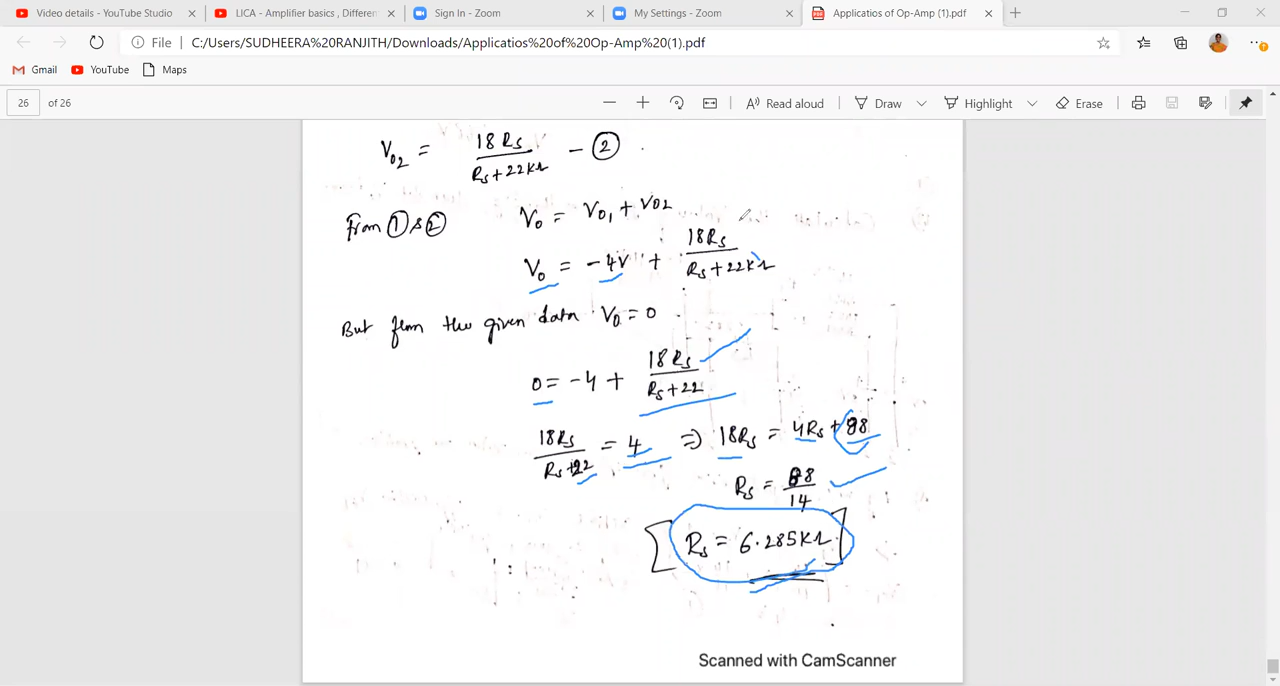 Video details - YouTube Studio
LICA - Amplifier basics , Differen
Sign In - Zoom
My Settings - Zoom
Applicatios of Op-Amp (1).pdf
File
C:/Users/SUDHEERA%20RANJITH/Downloads/Applicatios%20of%20Op-Amp%20(1).pdf
Gmail YouTube Maps
26 of 26
Read aloud Draw Highlight Erase
V₀₂ = 18 Rs / Rs + 22KΩ — ②
From ① & ② V₀ = V₀₁ + V₀₂
V₀ = -4V + 18Rs / Rs + 22KΩ
But from the given data V₀ = 0
0 = -4 + 18 Rs / Rs + 22
18Rs / Rs + 22 = 4 ⇒ 18Rs = 4Rs + 88
Rs = 88 / 14
[ Rs = 6.285KΩ ]
Scanned with CamScanner